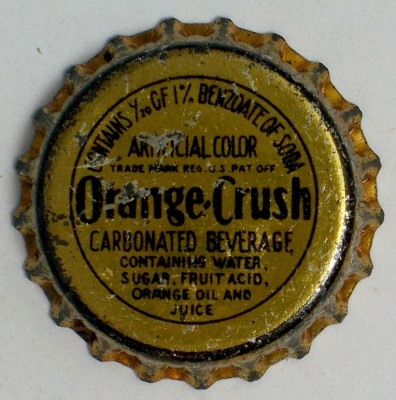 CONTAINS 1/20 OF 1% BENZOATE OF SODA
ARTIFICIAL COLOR
TRADE MARK REG. U.S. PAT OFF
Orange-Crush
CARBONATED BEVERAGE
CONTAINING WATER,
SUGAR, FRUIT ACID,
ORANGE OIL AND
JUICE